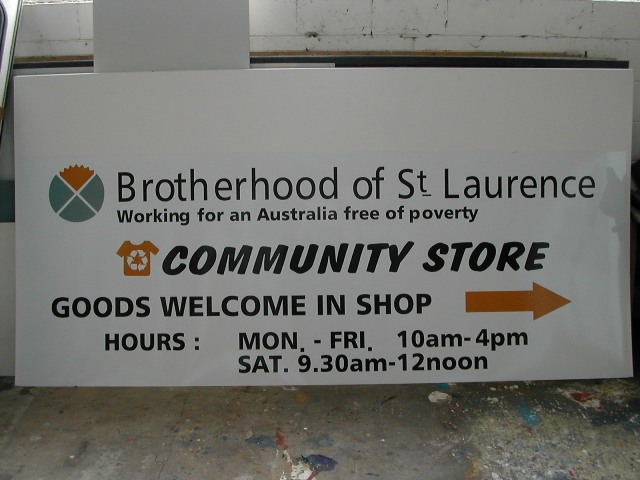 Brotherhood of St Laurence
Working for an Australia free of poverty
COMMUNITY STORE
GOODS WELCOME IN SHOP
HOURS : MON. - FRI. 10am-4pm
SAT. 9.30am-12noon